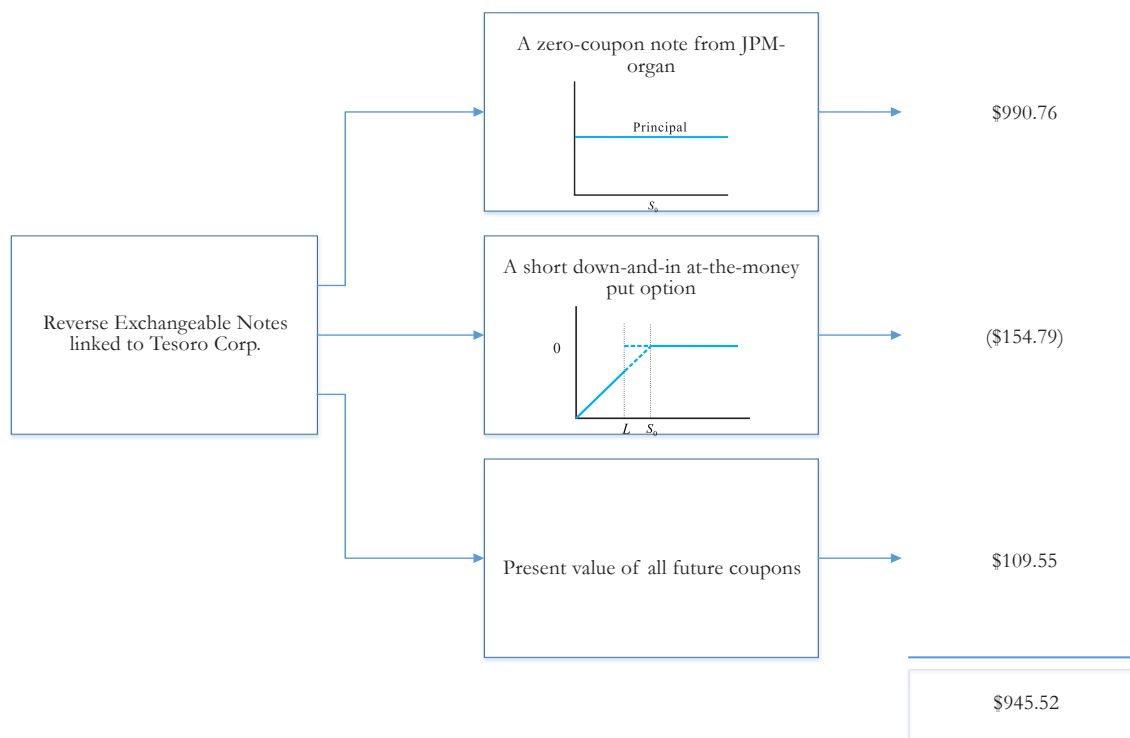 A zero-coupon note from JPM-
organ
Principal
S₀
$990.76
Reverse Exchangeable Notes
linked to Tesoro Corp.
A short down-and-in at-the-money
put option
0
L S₀
($154.79)
Present value of all future coupons
$109.55
$945.52